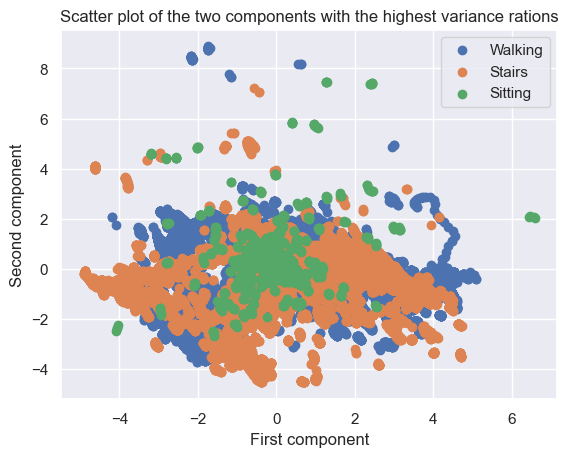 Scatter plot of the two components with the highest variance rations
Walking
Stairs
Sitting
8
6
4
2
0
−2
−4
Second component
−4
−2
0
2
4
6
First component